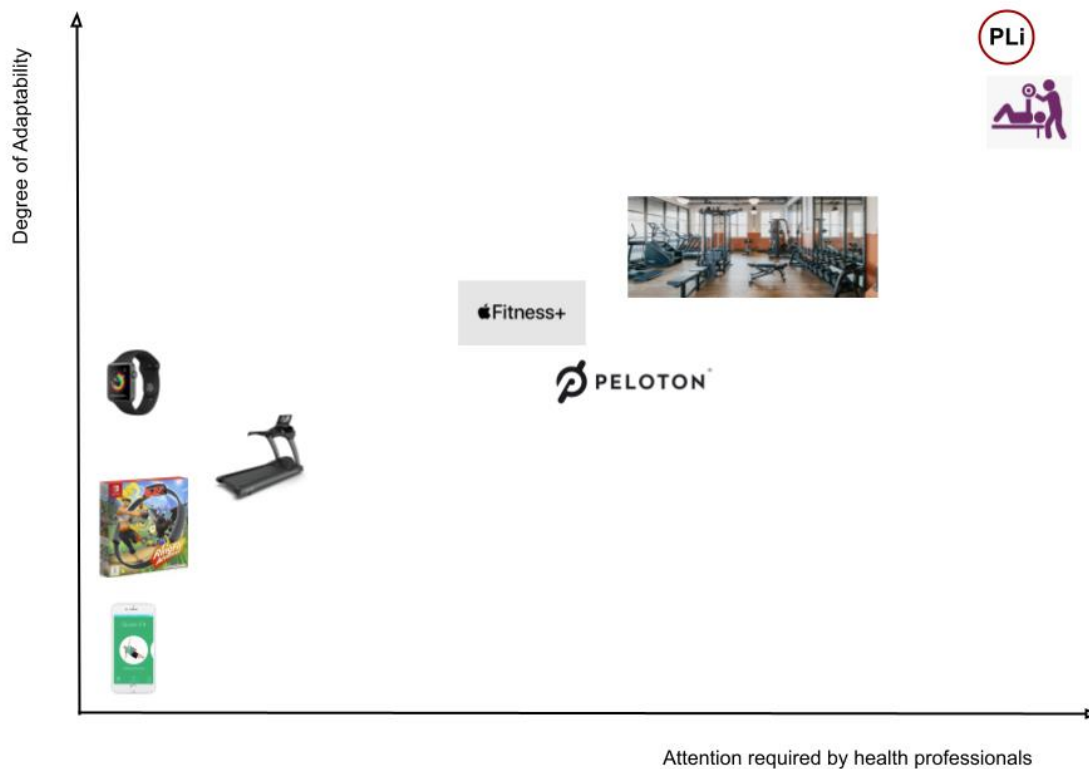 PLi
Degree of Adaptability
Fitness+
PELOTON
Attention required by health professionals